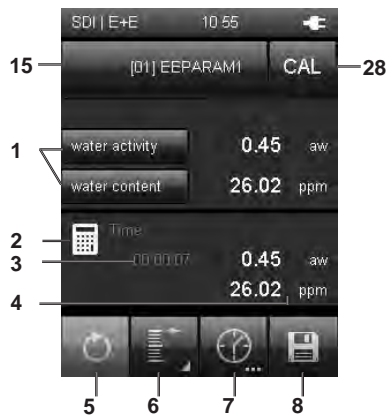 SDI | E+E 10 55
15 [01] EEPARAM1 CAL 28
1 water activity 0.45 aw
water content 26.02 ppm
2 Time
3 00:00:07 0.45 aw
4 26.02 ppm
5 6 7 8